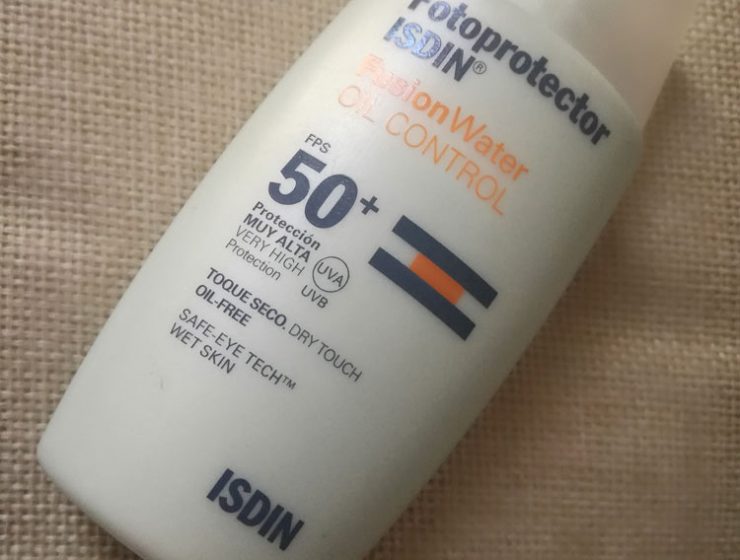 Fotoprotector
ISDIN®
FusionWater
OIL CONTROL
FPS
50+
Protección
MUY ALTA
VERY HIGH
Protection
UVA
UVB
TOQUE SECO. DRY TOUCH
OIL-FREE
SAFE-EYE TECH™
WET SKIN
ISDIN